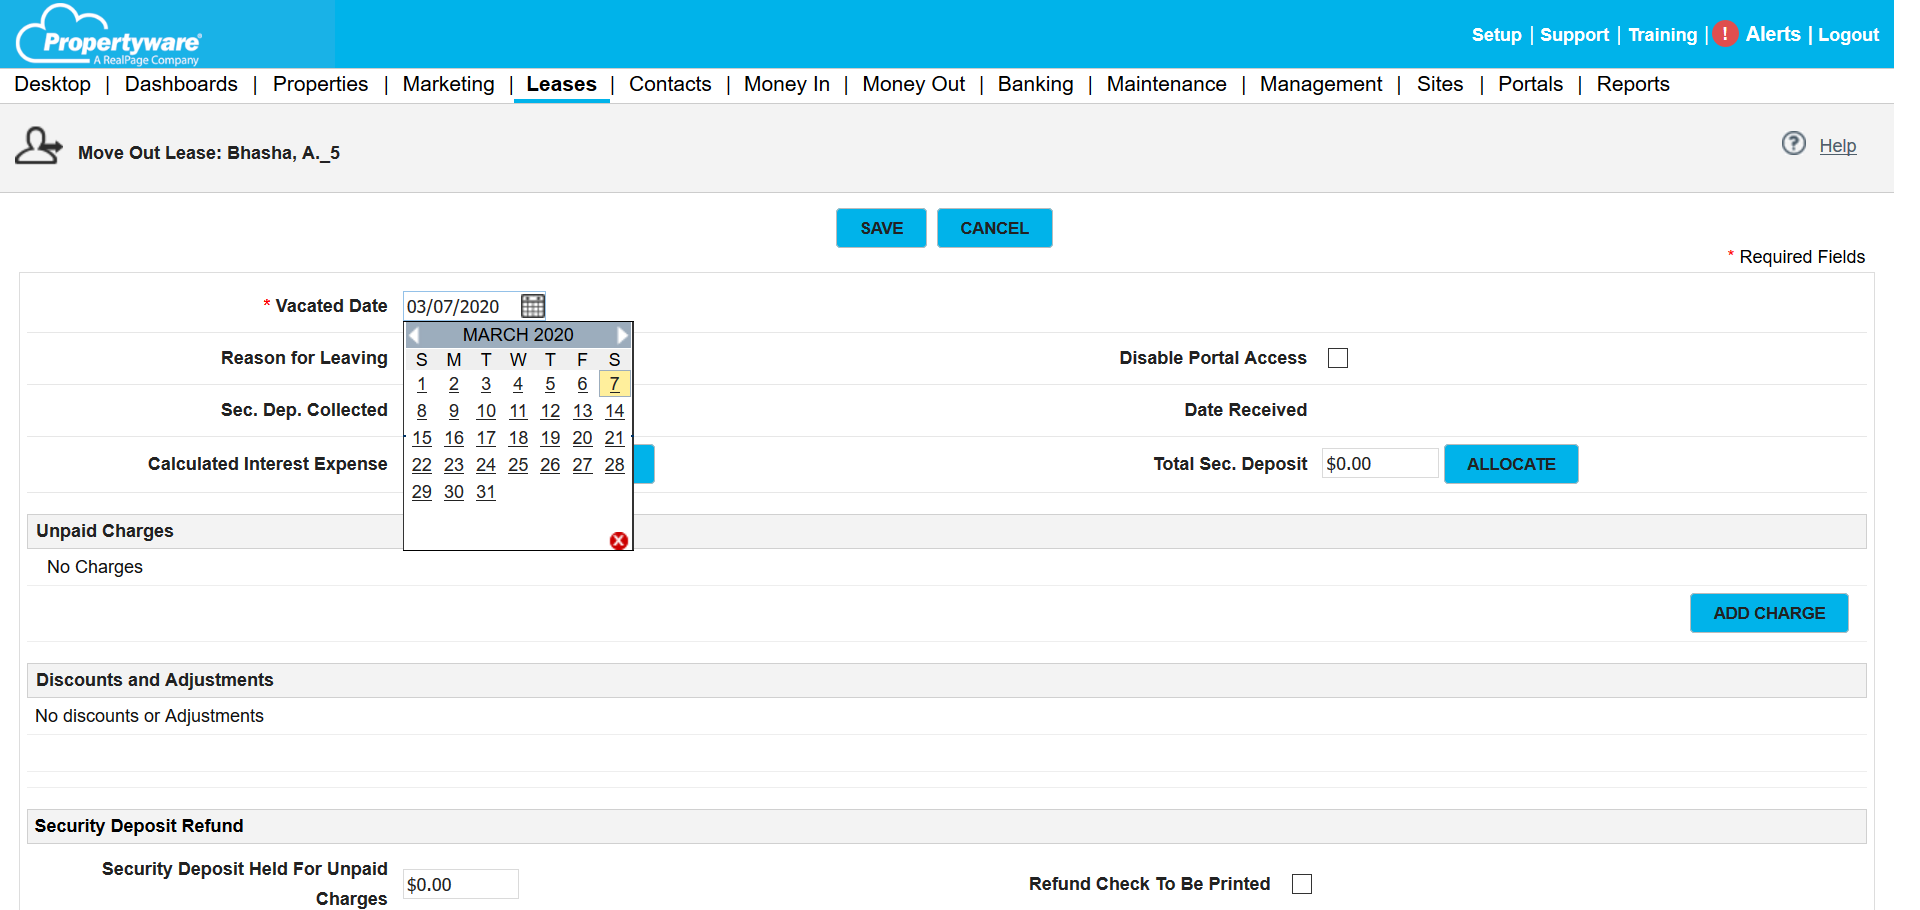 Propertyware
A RealPage Company
Setup | Support | Training | ! Alerts | Logout
Desktop | Dashboards | Properties | Marketing | Leases | Contacts | Money In | Money Out | Banking | Maintenance | Management | Sites | Portals | Reports
Move Out Lease: Bhasha, A._5
? Help
SAVE CANCEL
* Required Fields
* Vacated Date 03/07/2020
MARCH 2020
S M T W T F S
1 2 3 4 5 6 7
8 9 10 11 12 13 14
15 16 17 18 19 20 21
22 23 24 25 26 27 28
29 30 31
Reason for Leaving
Disable Portal Access
Sec. Dep. Collected
Date Received
Calculated Interest Expense
Total Sec. Deposit $0.00 ALLOCATE
Unpaid Charges
No Charges
ADD CHARGE
Discounts and Adjustments
No discounts or Adjustments
Security Deposit Refund
Security Deposit Held For Unpaid
Charges
$0.00
Refund Check To Be Printed